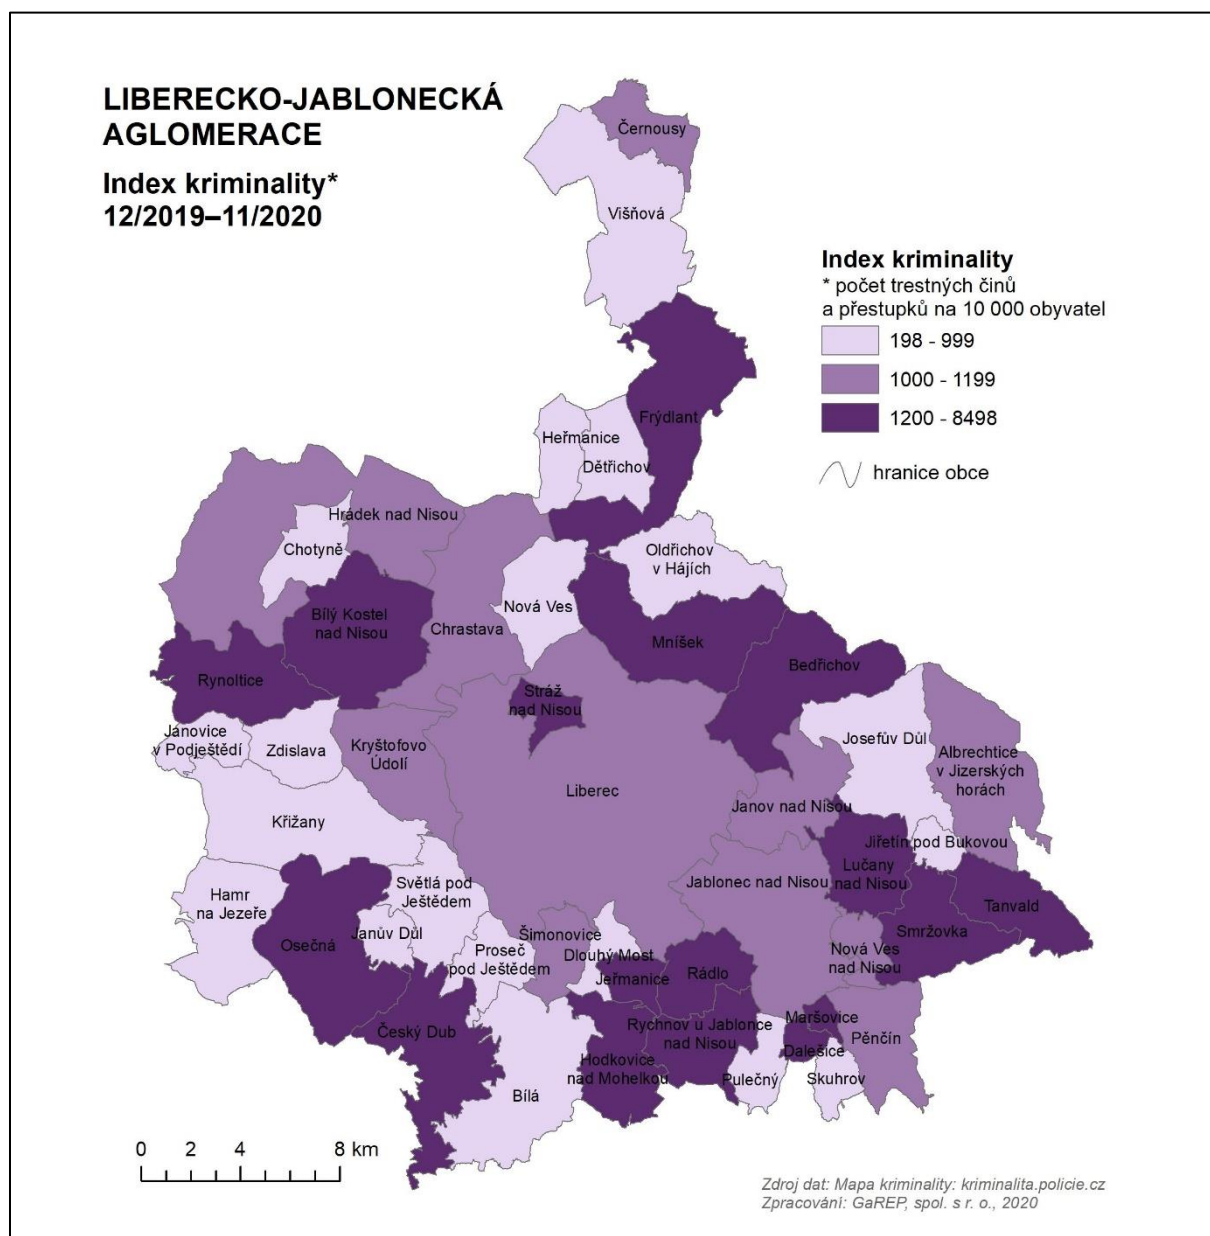 LIBERECKO-JABLONECKÁ
AGLOMERACE
Index kriminality*
12/2019–11/2020
Index kriminality
* počet trestných činů
a přestupků na 10 000 obyvatel
198 - 999
1000 - 1199
1200 - 8498
hranice obce
Černousy
Višňová
Frýdlant
Heřmanice
Dětřichov
Hrádek nad Nisou
Chotyně
Oldřichov
v Hájích
Nová Ves
Bílý Kostel
nad Nisou
Chrastava
Mníšek
Bedřichov
Rynoltice
Stráž
nad Nisou
Janovice
v Podještědí
Zdislava
Kryštofovo
Údolí
Josefův Důl
Albrechtice
v Jizerských
horách
Liberec
Janov nad Nisou
Křižany
Jiřetín pod Bukovou
Lučany
nad Nisou
Jablonec nad Nisou
Světlá pod
Ještědem
Hamr
na Jezeře
Tanvald
Smržovka
Janův Důl
Osečná
Šimonovice
Proseč
pod Ještědem
Dlouhý Most
Jeřmanice
Rádlo
Nová Ves
nad Nisou
Český Dub
Rychnov u Jablonce
nad Nisou
Maršovice
Pěnčín
Dalešice
Hodkovice
nad Mohelkou
Pulečný
Skuhrov
Bílá
0 2 4 8 km
Zdroj dat: Mapa kriminality: kriminalita.policie.cz
Zpracování: GaREP, spol. s r. o., 2020